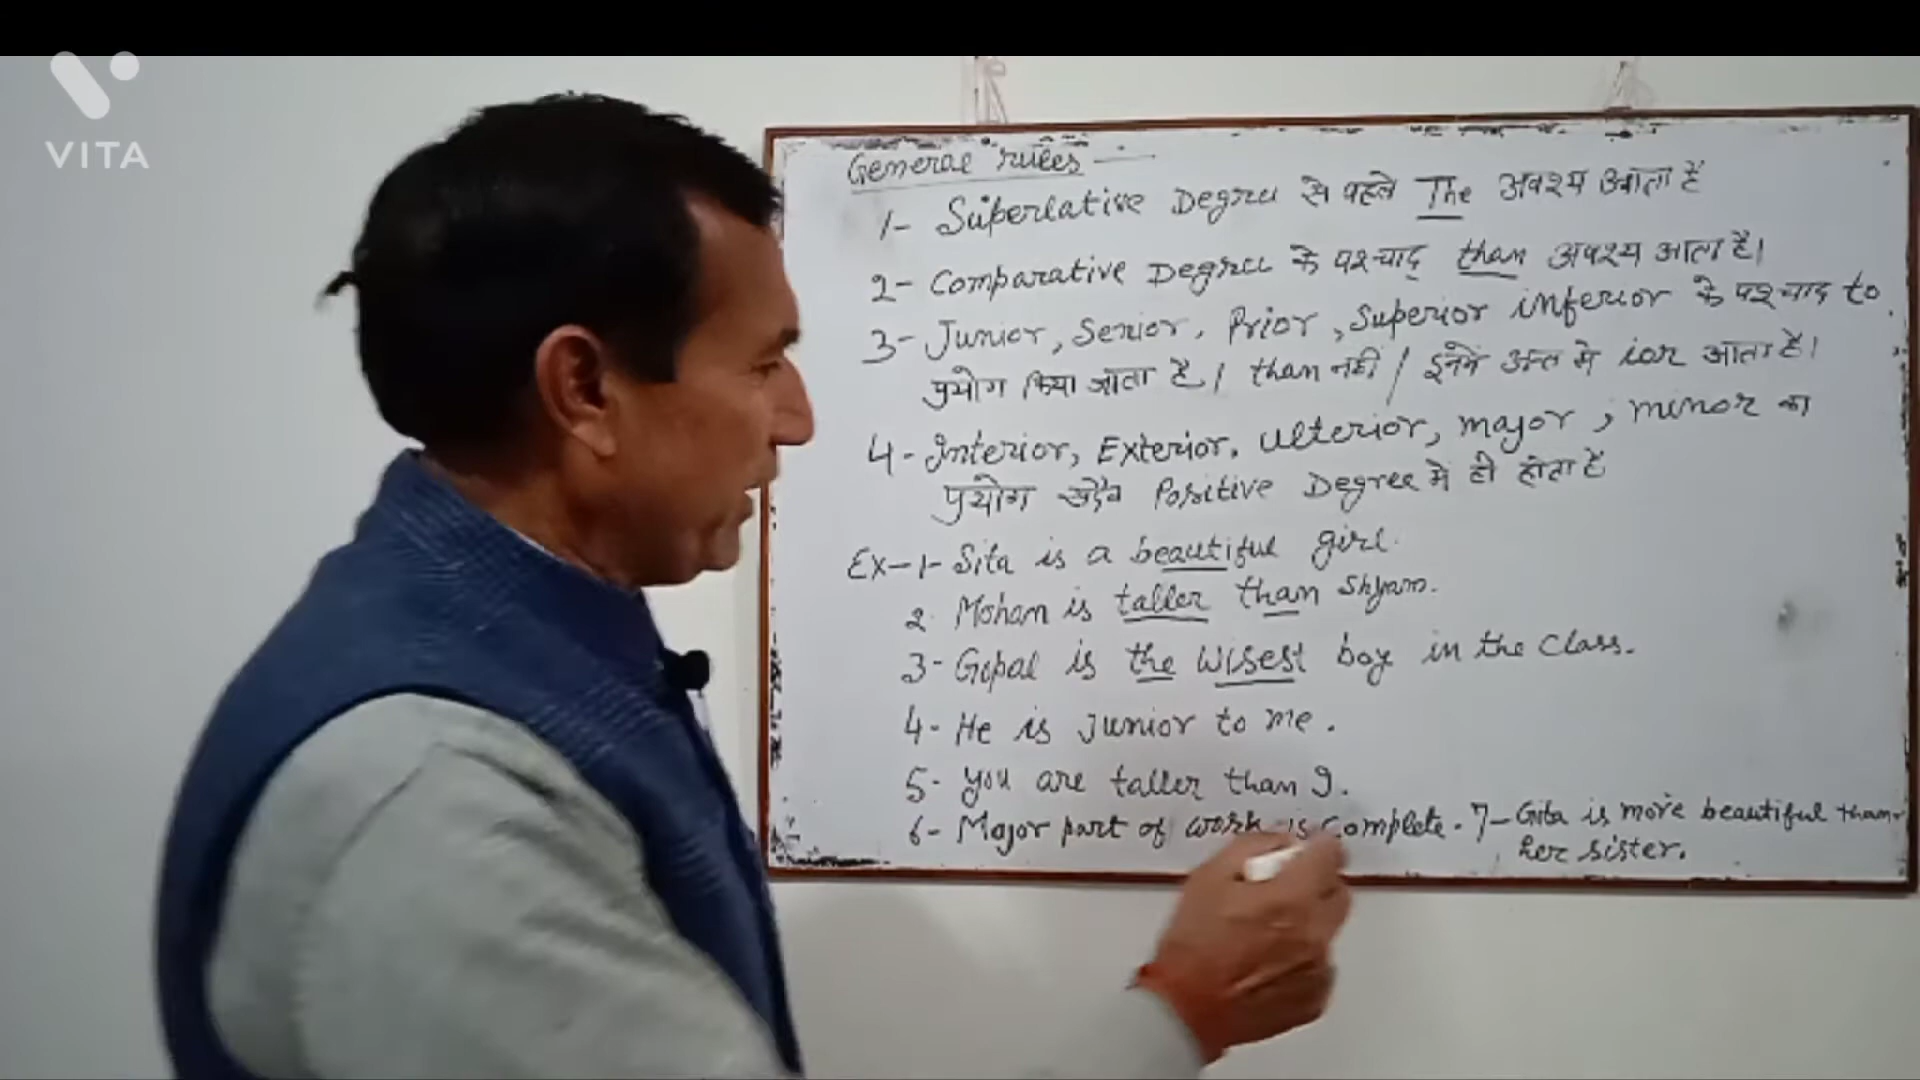 VITA
General rules
1- Superlative Degree से पहले The अवश्य आता है
2- Comparative Degree के पश्चाद् than अवश्य आता है।
3- Junior, Senior, Prior, Superior inferior के पश्चाद to
प्रयोग किया जाता है। than नही / इनके अन्त मे ior आता है।
4- Interior, Exterior, ulterior, major, minor का
प्रयोग सदैव Positive Degree मे ही होता है
Ex-1- Sita is a beautiful girl.
2. Mohan is taller than Shyam.
3- Gopal is the wisest boy in the class.
4- He is junior to me.
5- you are taller than I.
6- Major part of work is complete. 7- Gita is more beautiful than
her sister.